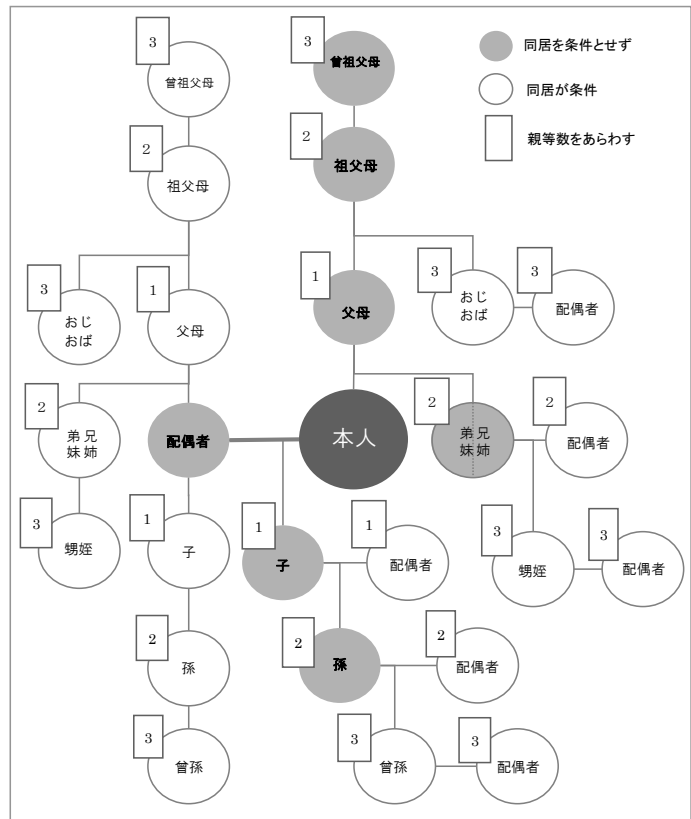 3
曾祖父母
3
曾祖父母
同居を条件とせず
同居が条件
親等数をあらわす
2
祖父母
2
祖父母
3
おじ
おば
1
父母
1
父母
3
おじ
おば
3
配偶者
2
弟兄
妹姉
配偶者
本人
2
弟兄
妹姉
2
配偶者
3
甥姪
1
子
1
子
1
配偶者
3
甥姪
3
配偶者
2
孫
2
孫
2
配偶者
3
曾孫
3
曾孫
3
配偶者